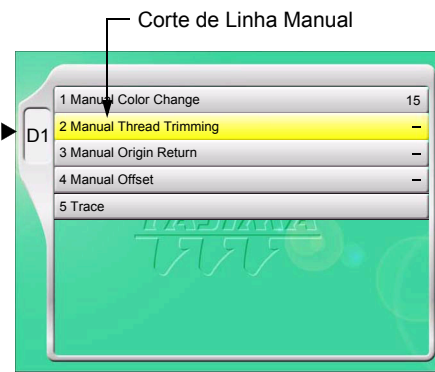 Corte de Linha Manual
D1
1 Manual Color Change 15
2 Manual Thread Trimming –
3 Manual Origin Return –
4 Manual Offset –
5 Trace
TAJIMA